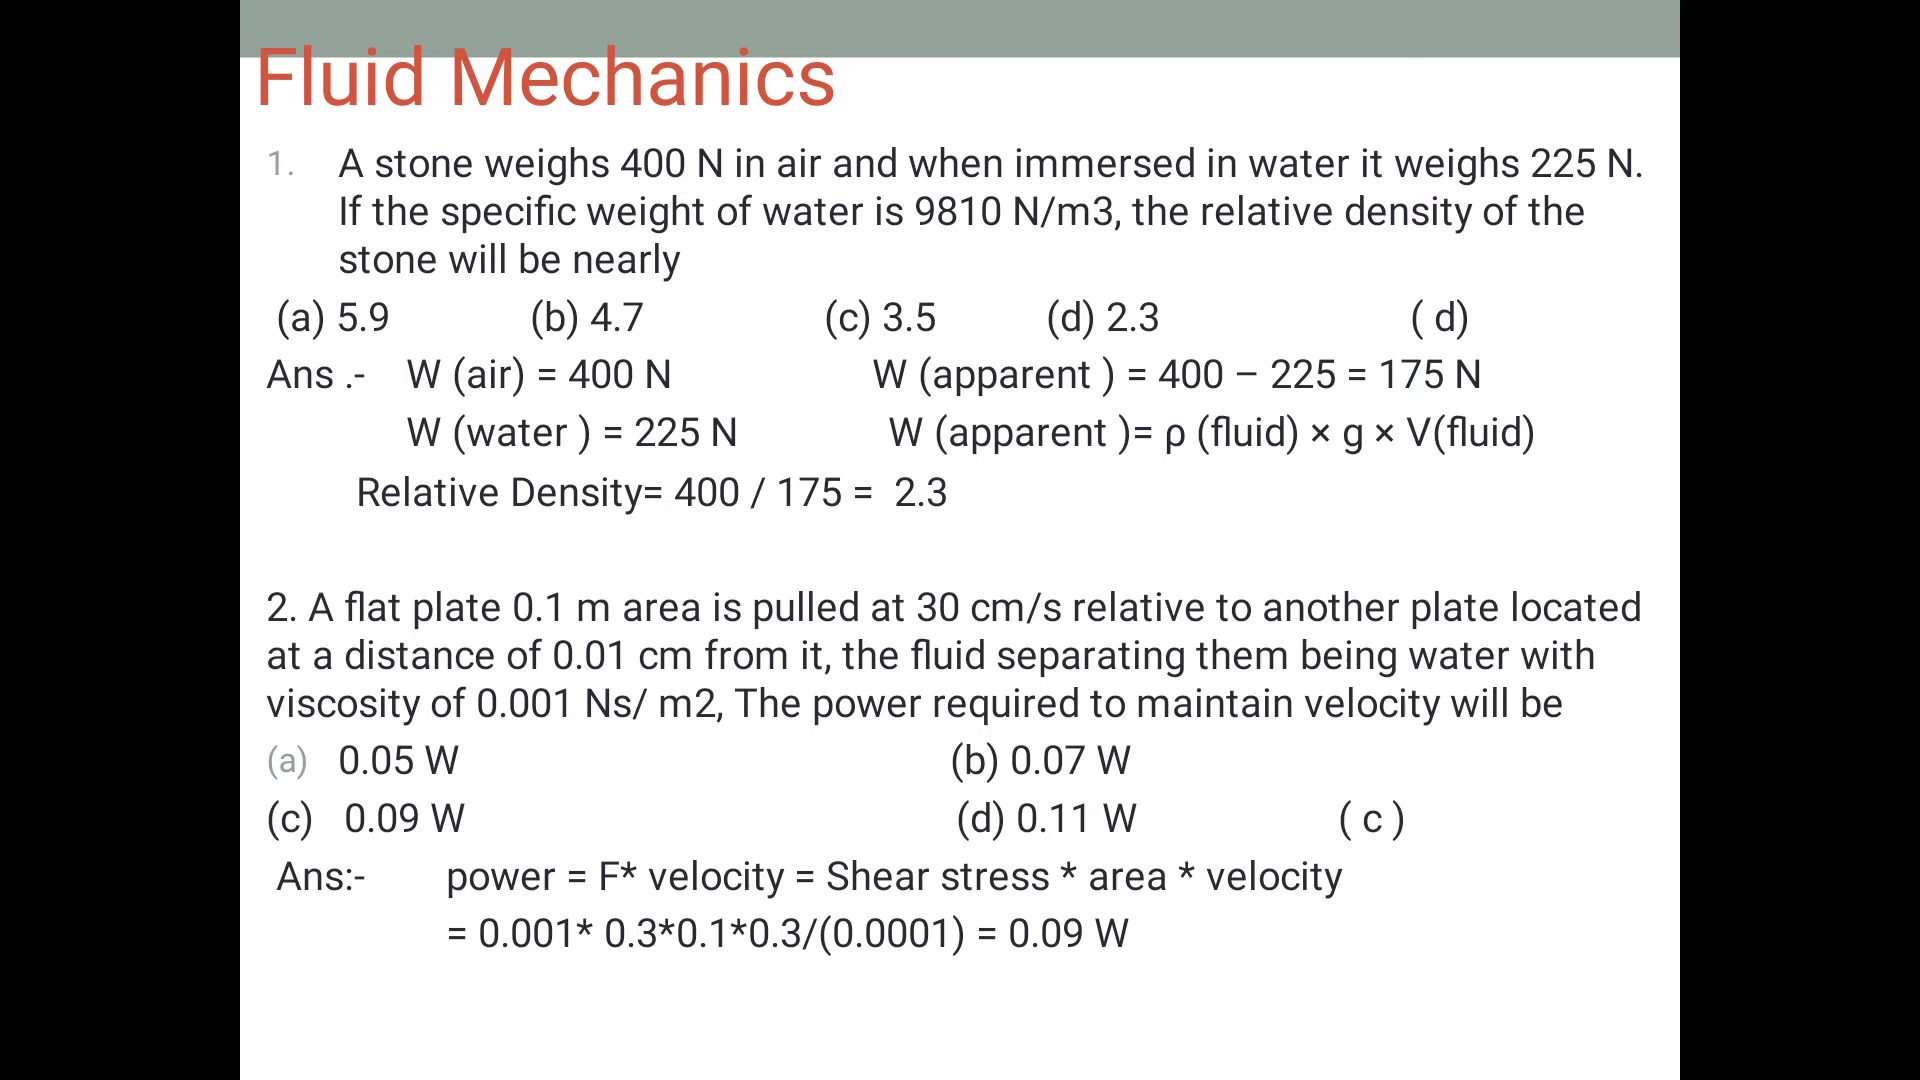 Fluid Mechanics
1. A stone weighs 400 N in air and when immersed in water it weighs 225 N.
If the specific weight of water is 9810 N/m3, the relative density of the
stone will be nearly
(a) 5.9 (b) 4.7 (c) 3.5 (d) 2.3 ( d)
Ans .- W (air) = 400 N W (apparent ) = 400 – 225 = 175 N
W (water ) = 225 N W (apparent )= ρ (fluid) × g × V(fluid)
Relative Density= 400 / 175 = 2.3
2. A flat plate 0.1 m area is pulled at 30 cm/s relative to another plate located
at a distance of 0.01 cm from it, the fluid separating them being water with
viscosity of 0.001 Ns/ m2, The power required to maintain velocity will be
(a) 0.05 W (b) 0.07 W
(c) 0.09 W (d) 0.11 W ( c )
Ans:- power = F* velocity = Shear stress * area * velocity
= 0.001* 0.3*0.1*0.3/(0.0001) = 0.09 W